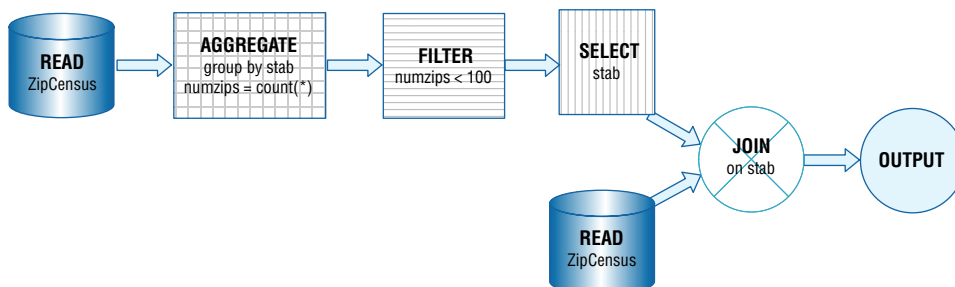 READ
ZipCensus
AGGREGATE
group by stab
numzips = count(*)
FILTER
numzips < 100
SELECT
stab
JOIN
on stab
OUTPUT
READ
ZipCensus